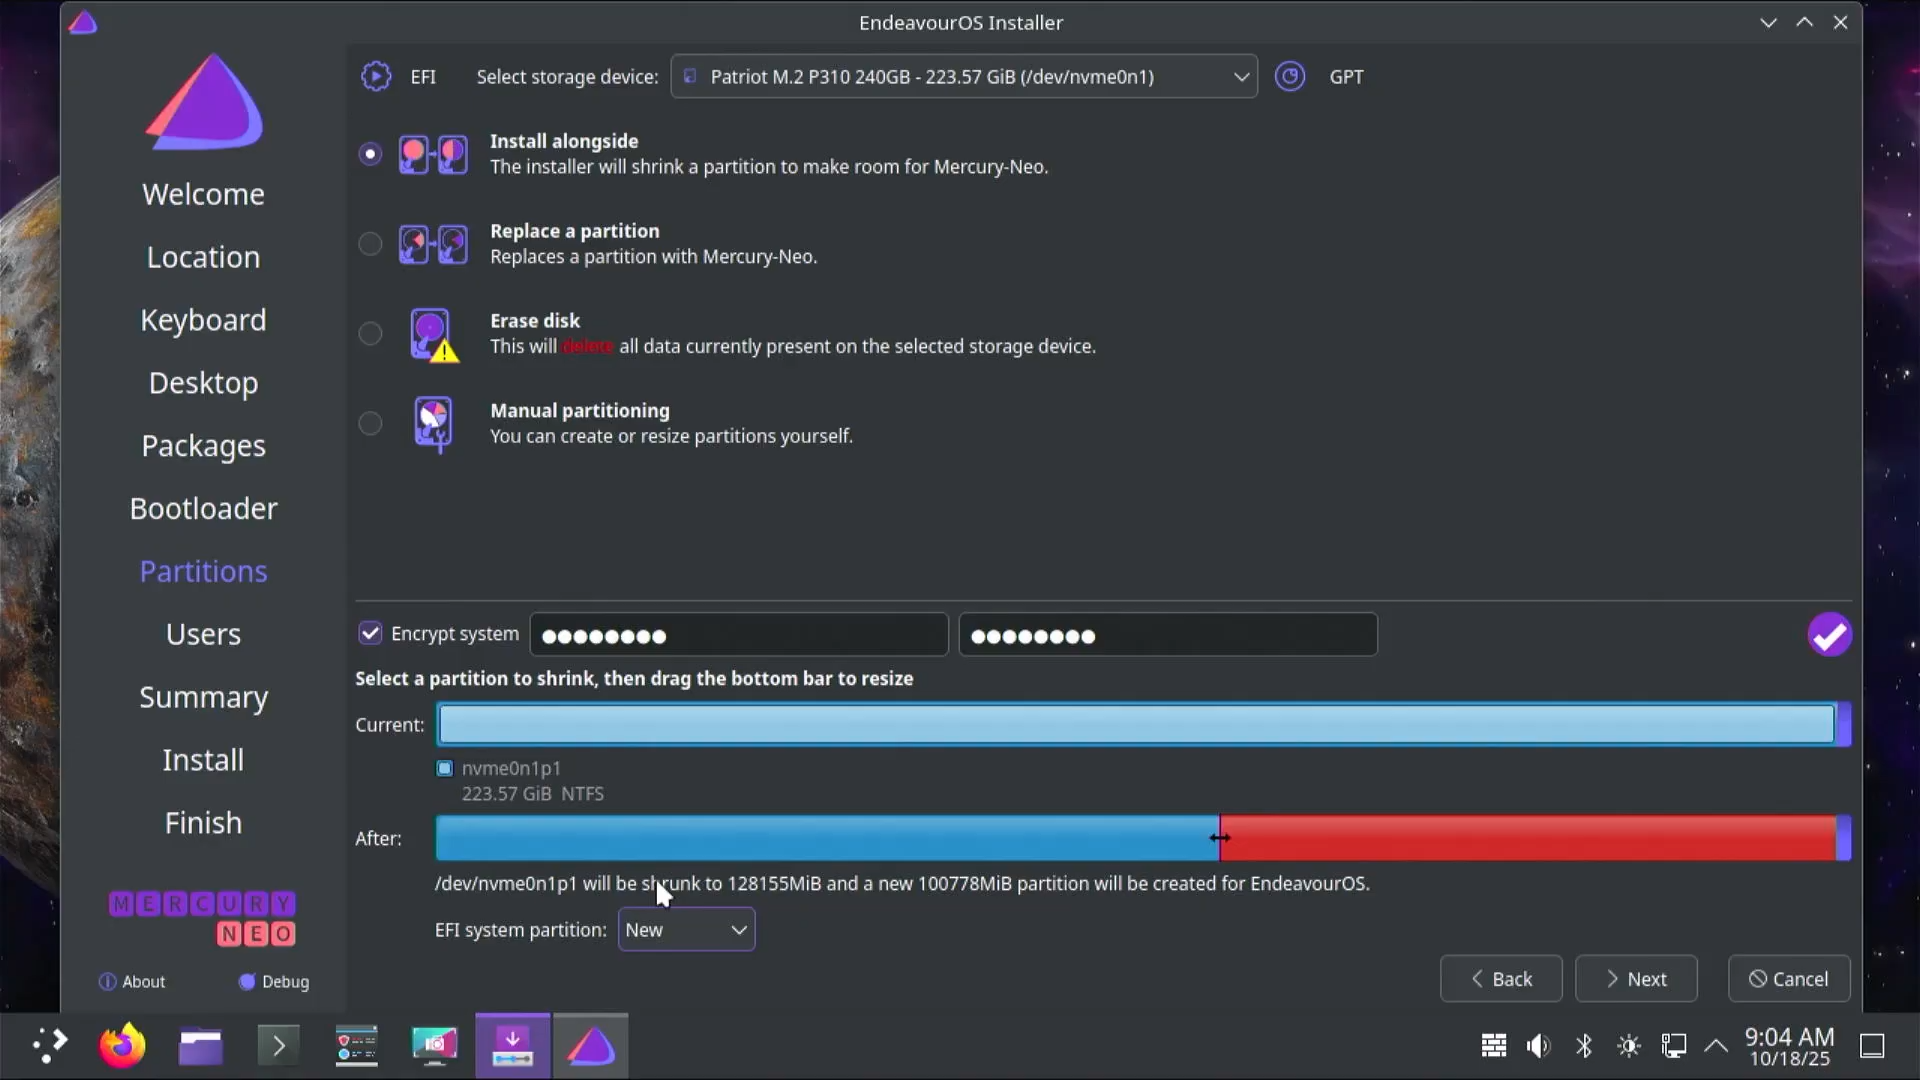 EndeavourOS Installer
EFI
Select storage device:
Patriot M.2 P310 240GB - 223.57 GiB (/dev/nvme0n1)
GPT
Install alongside
The installer will shrink a partition to make room for Mercury-Neo.
Replace a partition
Replaces a partition with Mercury-Neo.
Erase disk
This will delete all data currently present on the selected storage device.
Manual partitioning
You can create or resize partitions yourself.
Welcome
Location
Keyboard
Desktop
Packages
Bootloader
Partitions
Users
Summary
Install
Finish
MERCURY
NEO
About
Debug
Encrypt system
●●●●●●●●
●●●●●●●●
Select a partition to shrink, then drag the bottom bar to resize
Current:
nvme0n1p1
223.57 GiB NTFS
After:
/dev/nvme0n1p1 will be shrunk to 128155MiB and a new 100778MiB partition will be created for EndeavourOS.
EFI system partition:
New
Back
Next
Cancel
9:04 AM
10/18/25